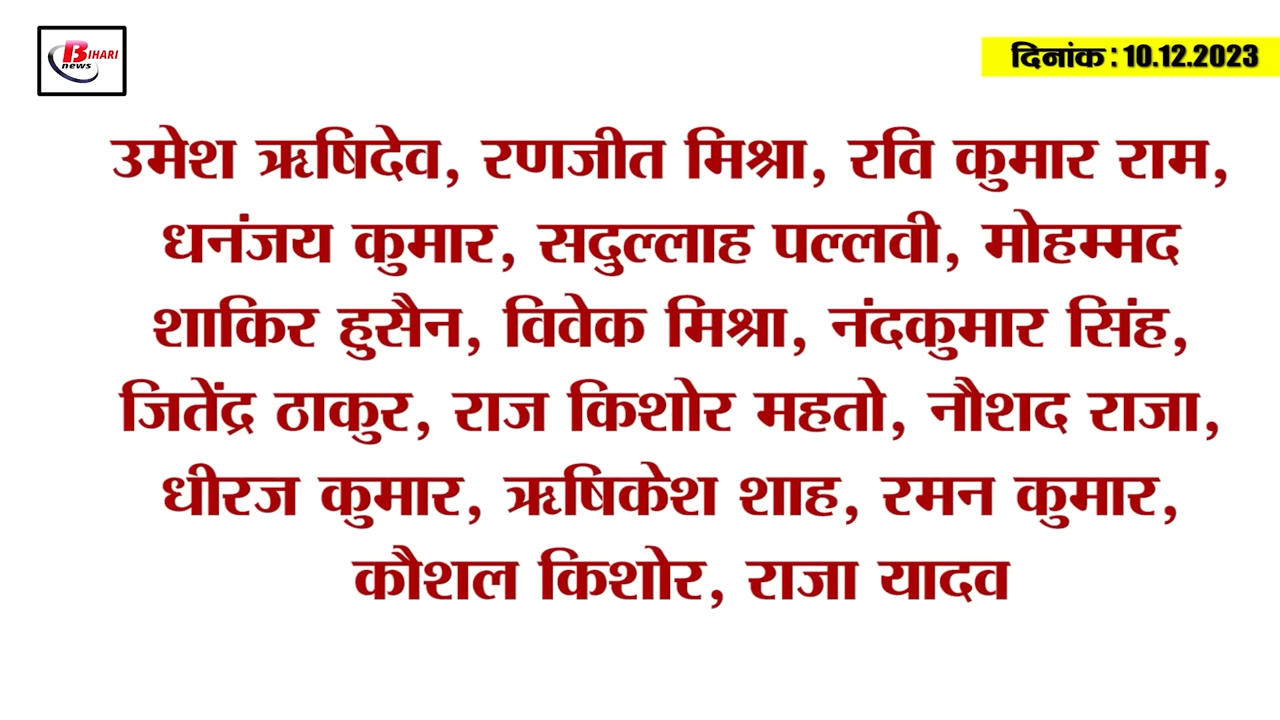 BIHARI
news
दिनांक : 10.12.2023
उमेश ऋषिदेव, रणजीत मिश्रा, रवि कुमार राम,
धनंजय कुमार, सदुल्लाह पल्लवी, मोहम्मद
शाकिर हुसैन, विवेक मिश्रा, नंदकुमार सिंह,
जितेंद्र ठाकुर, राज किशोर महतो, नौशद राजा,
धीरज कुमार, ऋषिकेश शाह, रमन कुमार,
कौशल किशोर, राजा यादव